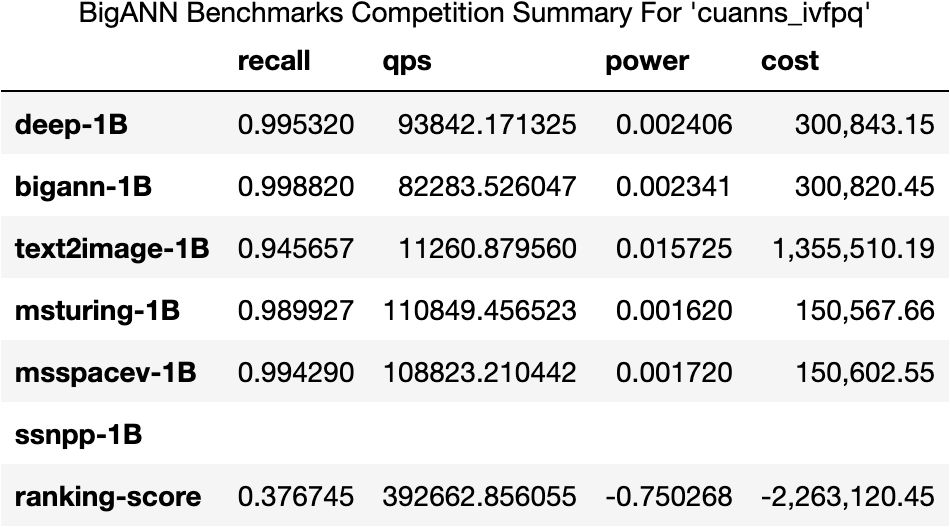 BigANN Benchmarks Competition Summary For 'cuanns_ivfpq'
recall qps power cost
deep-1B 0.995320 93842.171325 0.002406 300,843.15
bigann-1B 0.998820 82283.526047 0.002341 300,820.45
text2image-1B 0.945657 11260.879560 0.015725 1,355,510.19
msturing-1B 0.989927 110849.456523 0.001620 150,567.66
msspacev-1B 0.994290 108823.210442 0.001720 150,602.55
ssnpp-1B
ranking-score 0.376745 392662.856055 -0.750268 -2,263,120.45